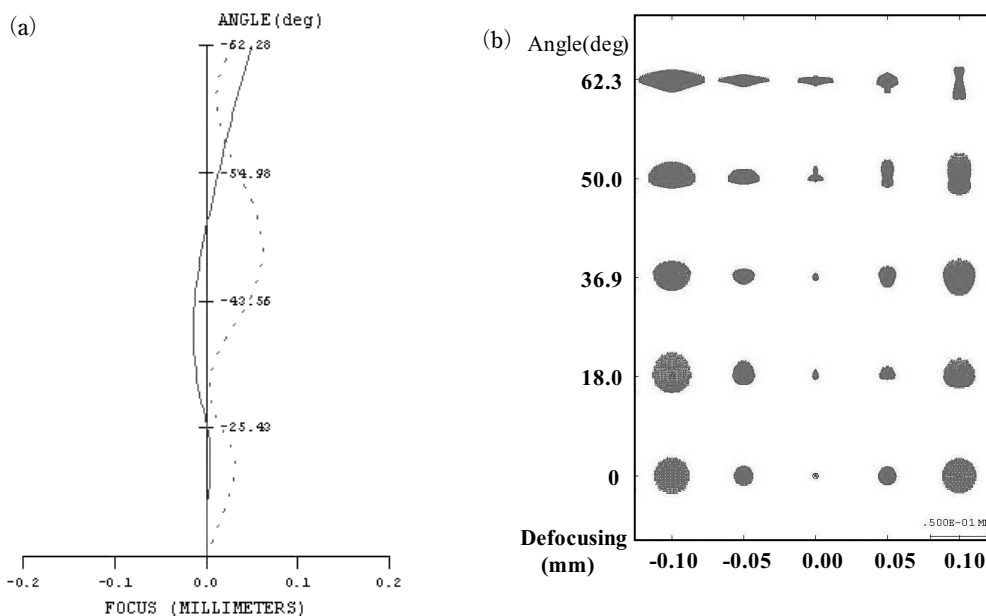 (a)
ANGLE(deg)
-62.28
-54.98
-43.56
-25.43
-0.2
-0.1
0.0
0.1
0.2
FOCUS (MILLIMETERS)
(b)
Angle(deg)
62.3
50.0
36.9
18.0
0
.500E-01 MM
Defocusing
(mm)
-0.10
-0.05
0.00
0.05
0.10